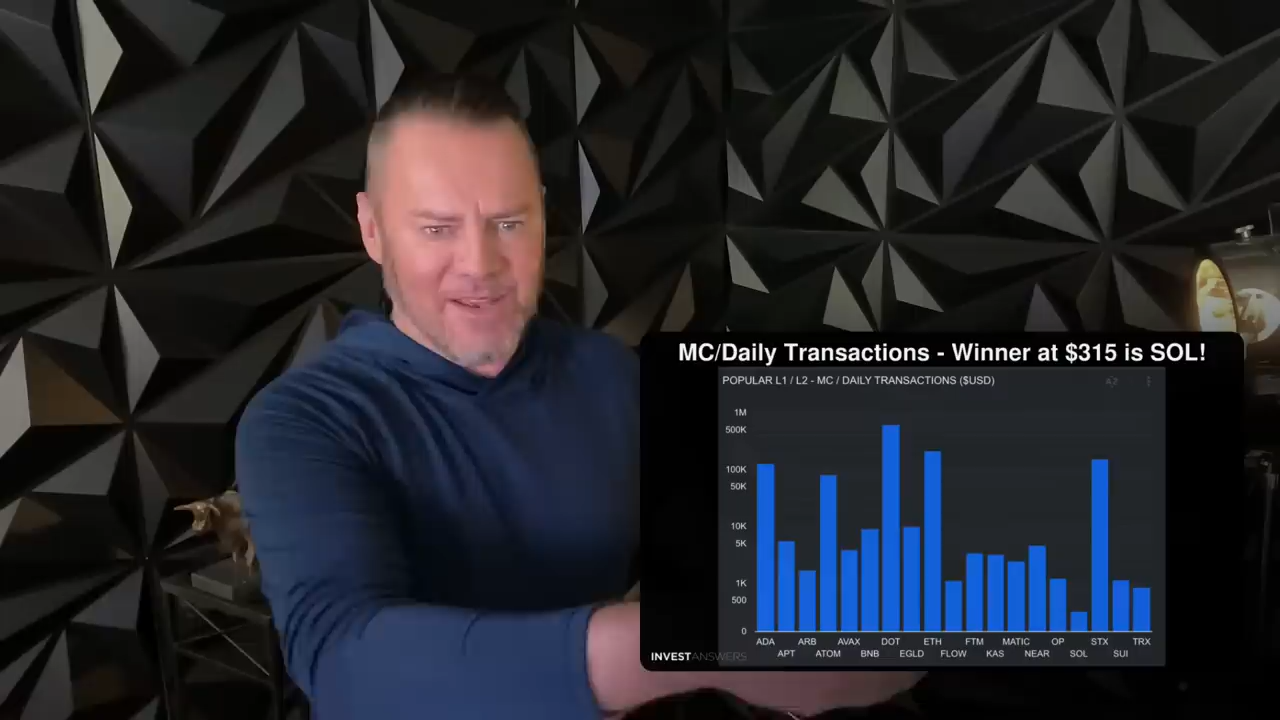 MC/Daily Transactions - Winner at $315 is SOL!
POPULAR L1 / L2 - MC / DAILY TRANSACTIONS ($USD)
1M
500K
100K
50K
10K
5K
1K
500
0
ADA ARB AVAX DOT ETH FTM MATIC OP STX TRX
APT ATOM BNB EGLD FLOW KAS NEAR SOL SUI
INVESTANSWERS